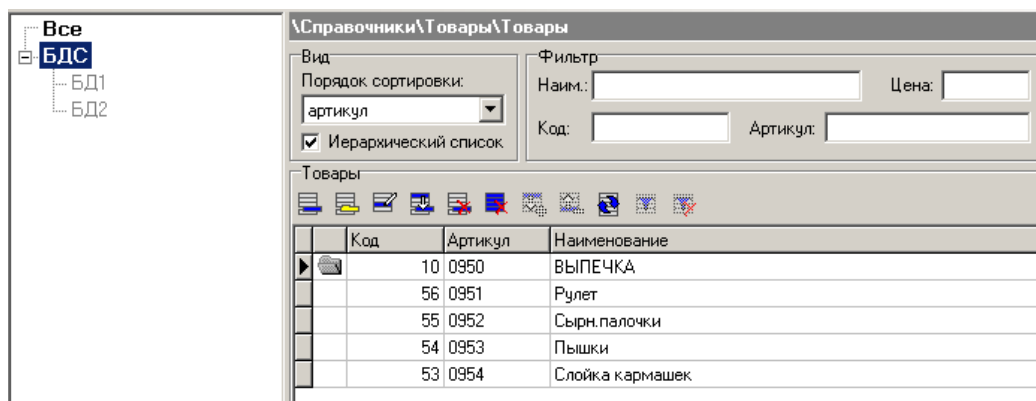 Все
БДС
БД1
БД2
\Справочники\Товары\Товары
Вид
Порядок сортировки:
артикул
Иерархический список
Фильтр
Наим.:
Цена:
Код:
Артикул:
Товары
Код Артикул Наименование
10 0950 ВЫПЕЧКА
56 0951 Рулет
55 0952 Сырн.палочки
54 0953 Пышки
53 0954 Слойка кармашек